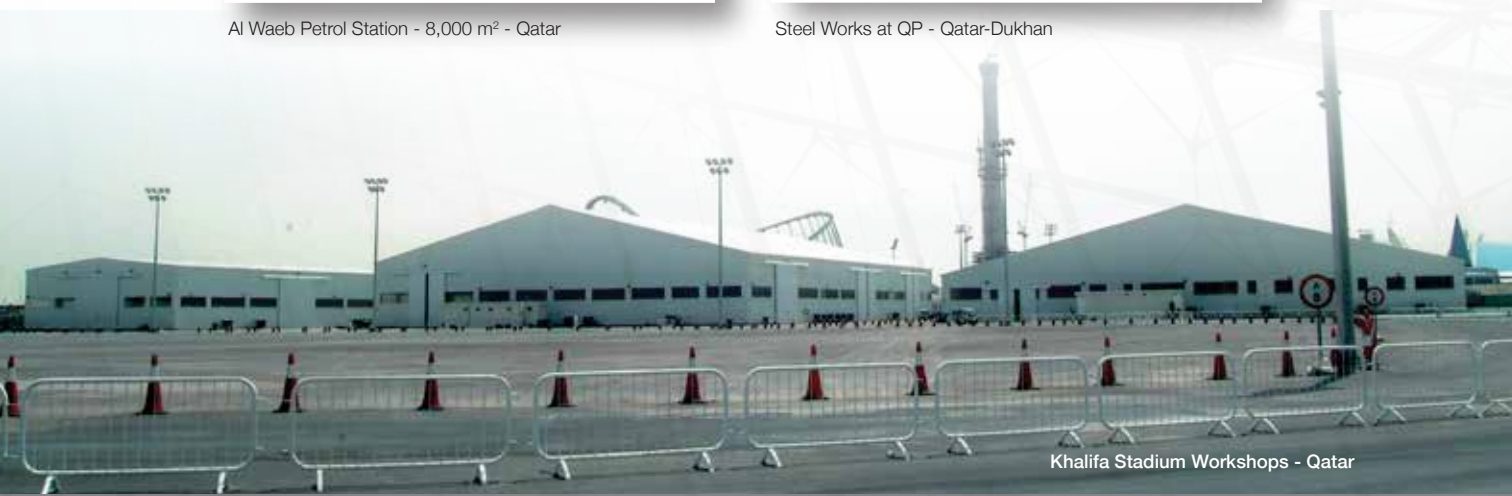 Al Waeb Petrol Station - 8,000 m² - Qatar
Steel Works at QP - Qatar-Dukhan
Khalifa Stadium Workshops - Qatar